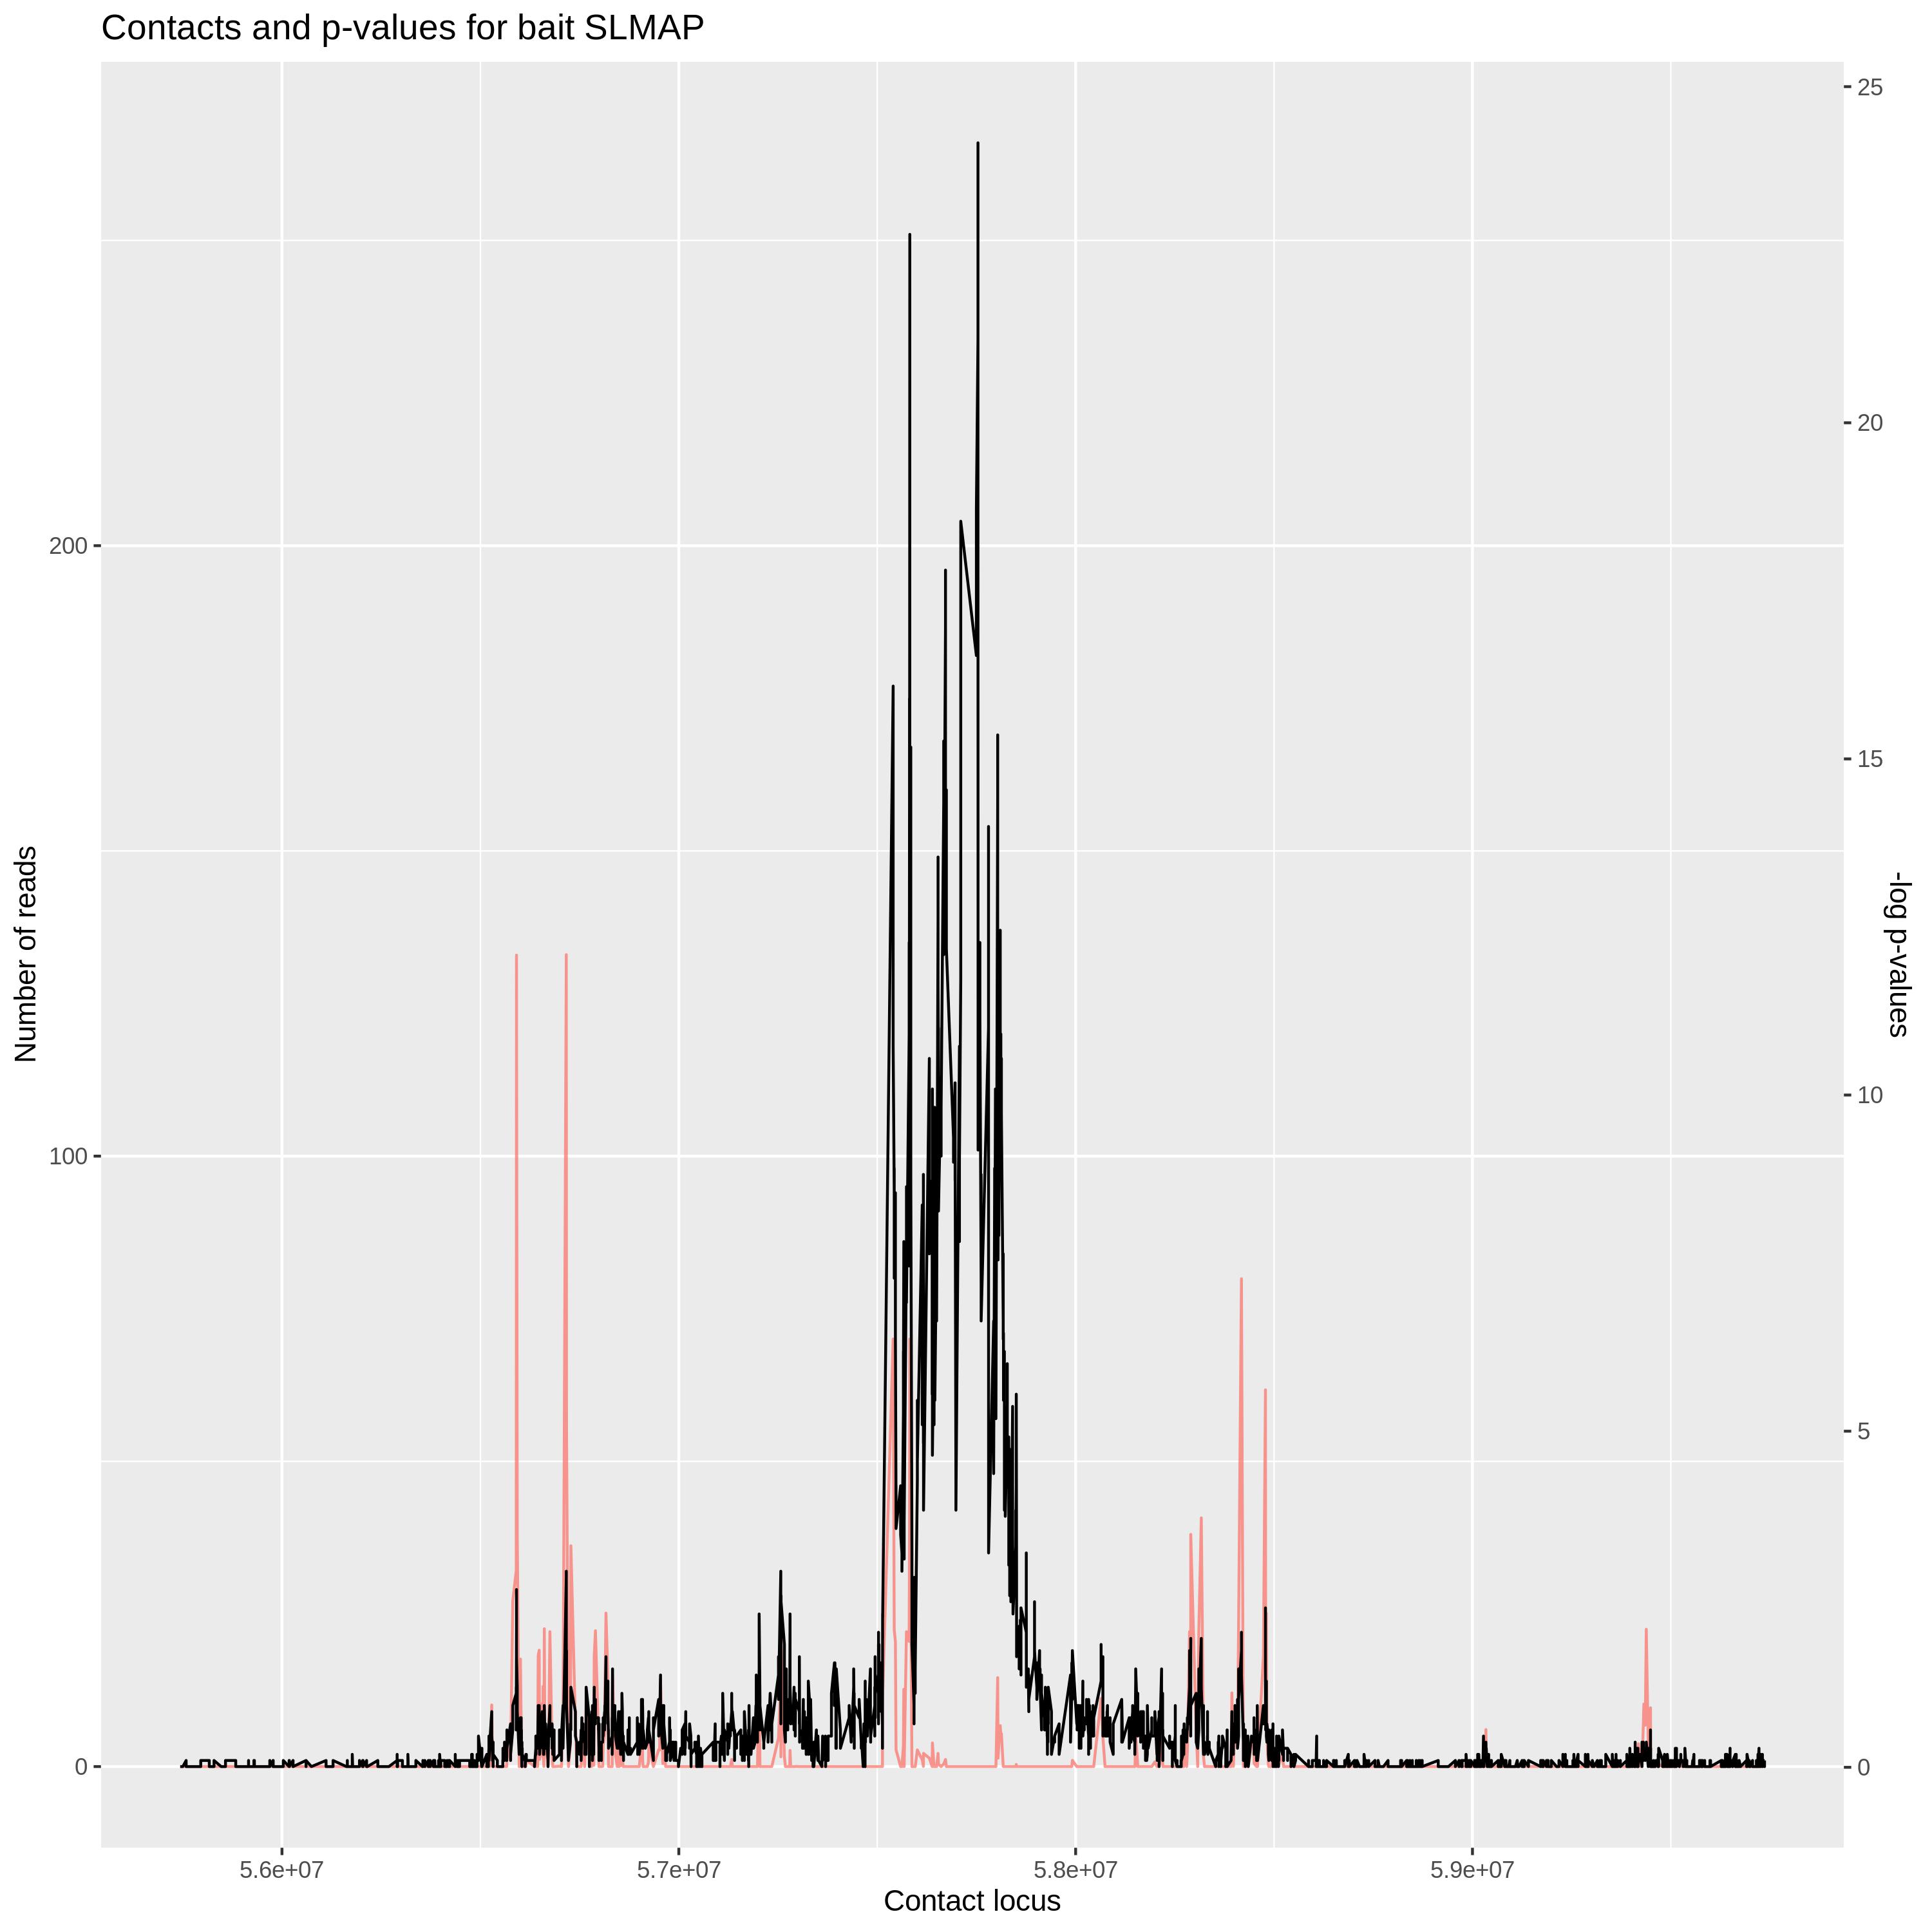 Contacts and p-values for bait SLMAP
25
20
200
15
Number of reads
-log p-values
10
100
5
0
0
5.6e+07
5.7e+07
5.8e+07
5.9e+07
Contact locus